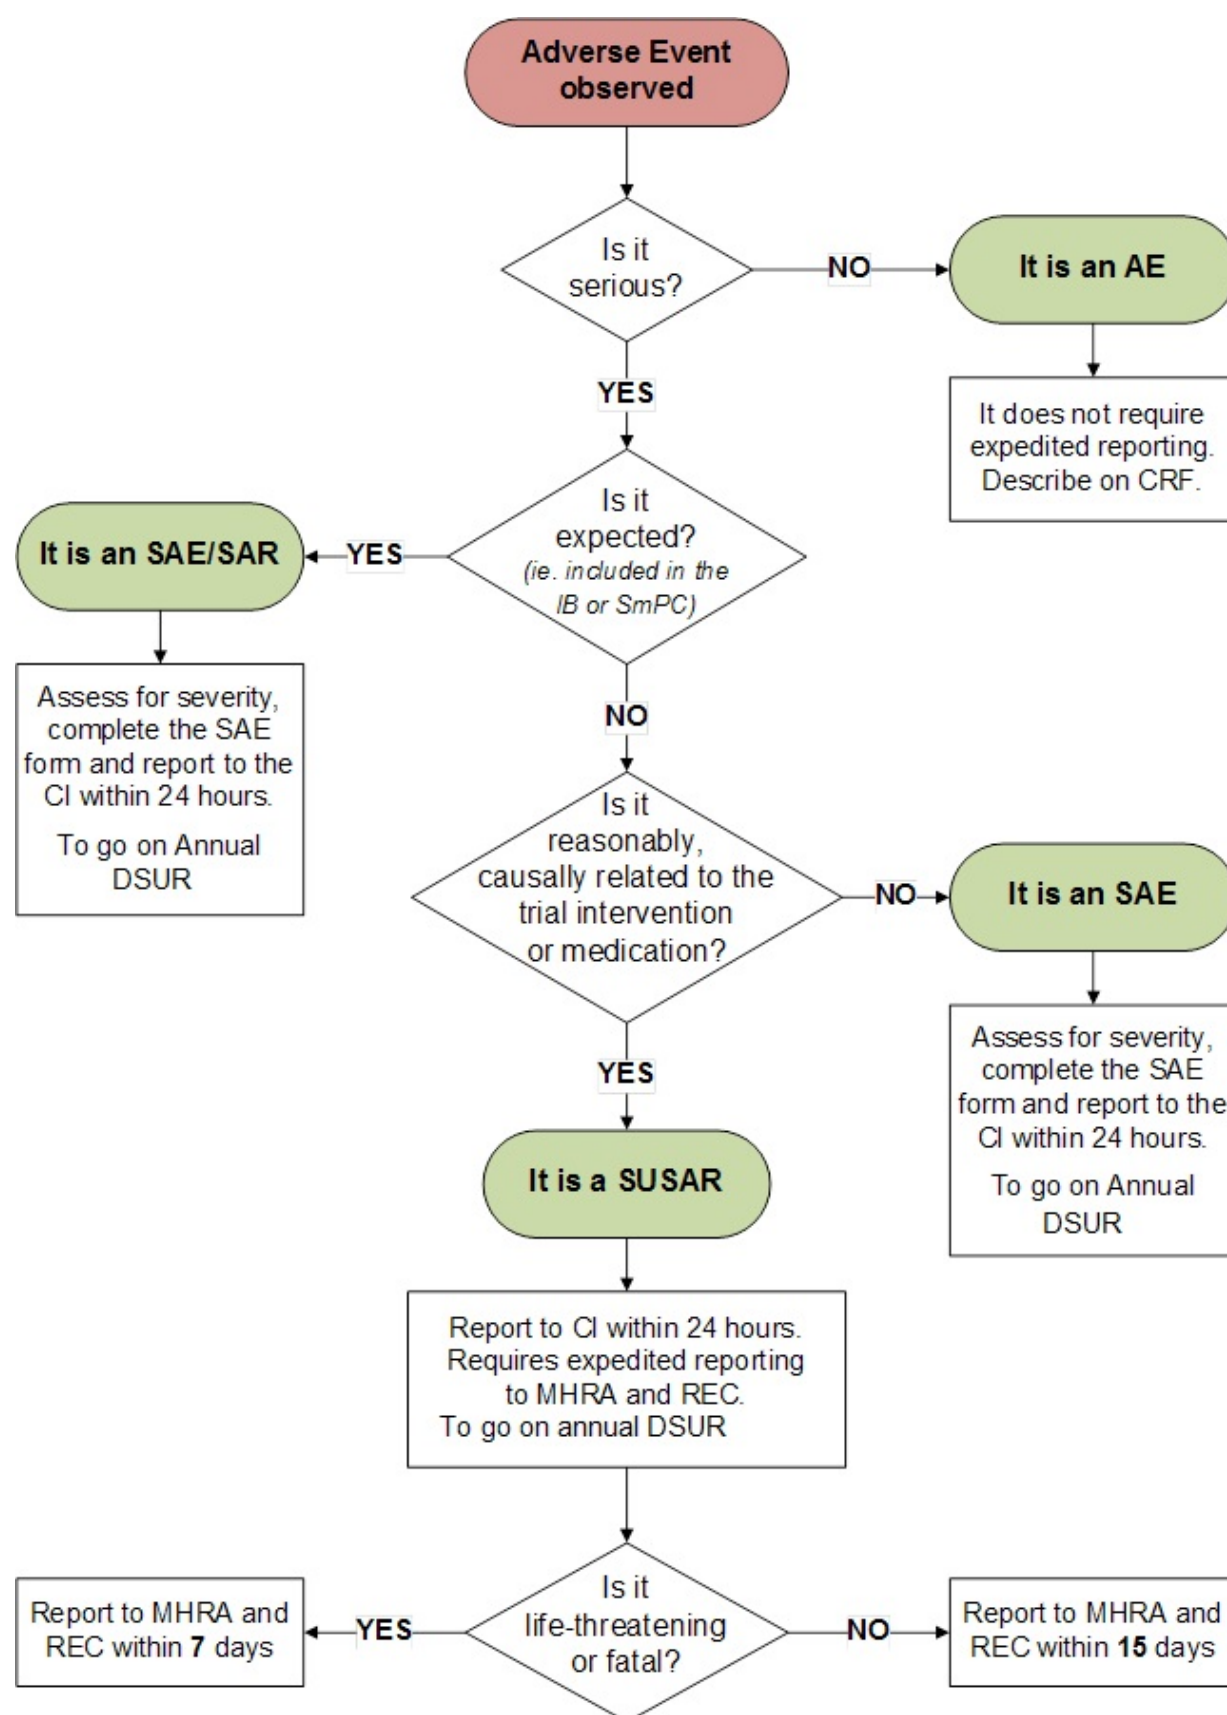 Adverse Event
observed
Is it
serious?
NO
It is an AE
YES
It does not require
expedited reporting.
Describe on CRF.
Is it
expected?
(ie. included in the
IB or SmPC)
YES
It is an SAE/SAR
Assess for severity,
complete the SAE
form and report to the
CI within 24 hours.
To go on Annual
DSUR
NO
Is it
reasonably,
causally related to the
trial intervention
or medication?
NO
It is an SAE
Assess for severity,
complete the SAE
form and report to the
CI within 24 hours.
To go on Annual
DSUR
YES
It is a SUSAR
Report to CI within 24 hours.
Requires expedited reporting
to MHRA and REC.
To go on annual DSUR
Is it
life-threatening
or fatal?
YES
Report to MHRA and
REC within 7 days
NO
Report to MHRA and
REC within 15 days